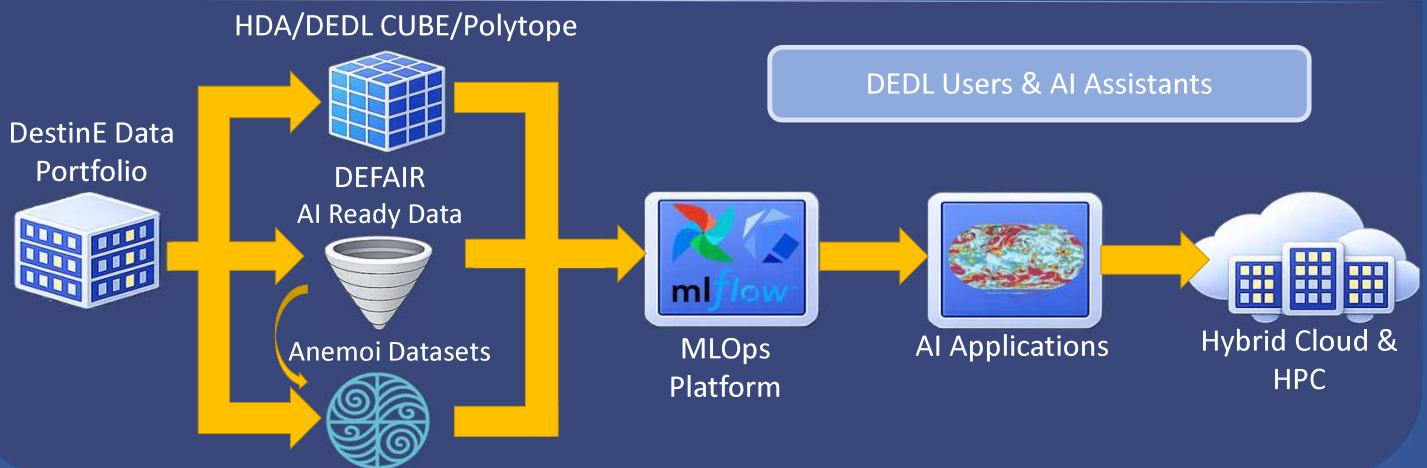 HDA/DEDL CUBE/Polytope
DEDL Users & AI Assistants
DestinE Data
Portfolio
DEFAIR
AI Ready Data
mlflow
Anemoi Datasets
MLOps
Platform
AI Applications
Hybrid Cloud &
HPC